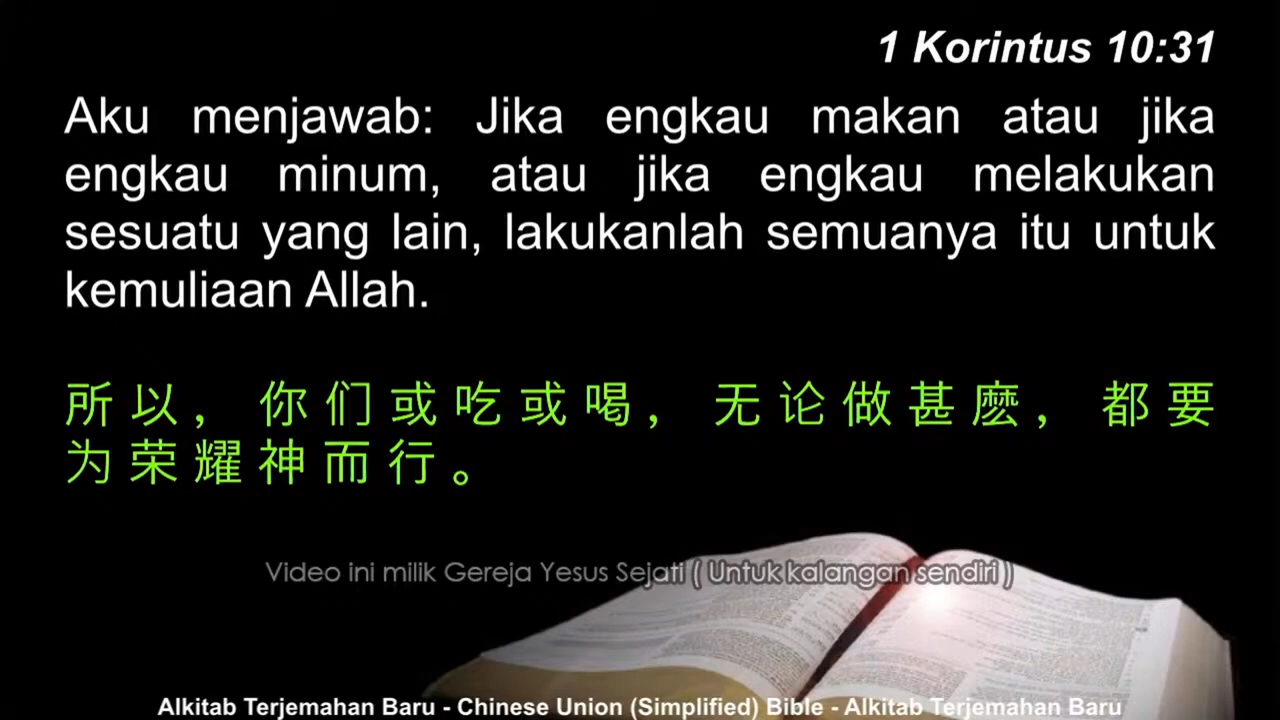 1 Korintus 10:31
Aku menjawab: Jika engkau makan atau jika
engkau minum, atau jika engkau melakukan
sesuatu yang lain, lakukanlah semuanya itu untuk
kemuliaan Allah.
所以，你们或吃或喝，无论做甚麽，都要
为荣耀神而行。
Video ini milik Gereja Yesus Sejati ( Untuk kalangan sendiri )
Alkitab Terjemahan Baru - Chinese Union (Simplified) Bible - Alkitab Terjemahan Baru